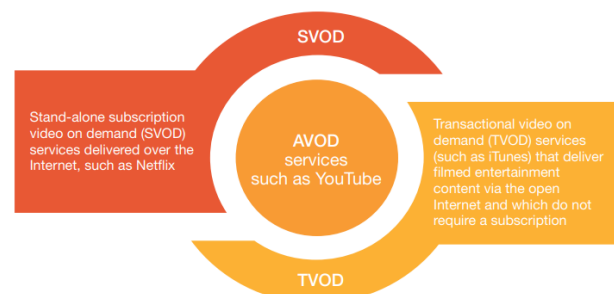 SVOD
Stand-alone subscription
video on demand (SVOD)
services delivered over the
Internet, such as Netflix
AVOD
services
such as YouTube
Transactional video on
demand (TVOD) services
(such as iTunes) that deliver
filmed entertainment
content via the open
Internet and which do not
require a subscription
TVOD